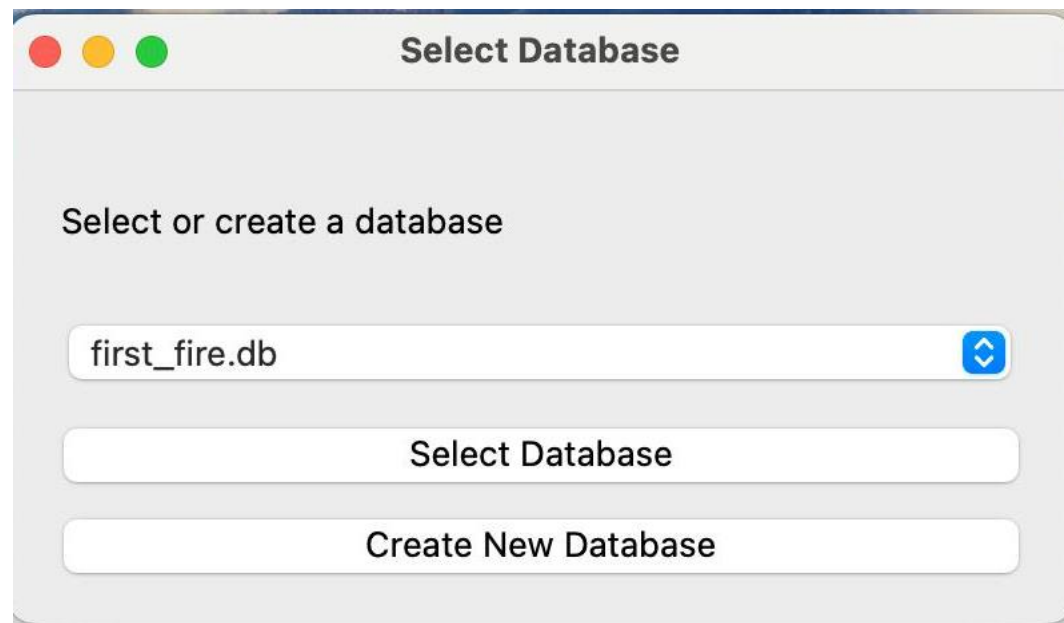 Select Database
Select or create a database
first_fire.db
Select Database
Create New Database